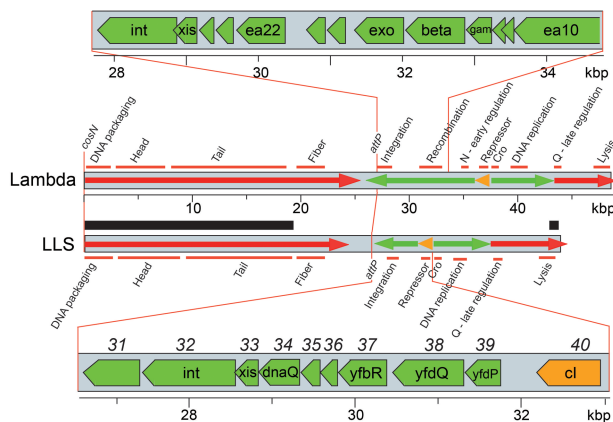 int xis ea22 exo beta gam ea10
28 30 32 34 kbp
cosN
DNA packaging
Head
Tail
Fiber
attP
Integration
Recombination
N - early regulation
Repressor
Cro
DNA replication
Q - late regulation
Lysis
Lambda
0 10 20 30 40 kbp
LLS
DNA packaging
Head
Tail
Fiber
attP
Integration
Repressor
Cro
DNA replication
Q - late regulation
Lysis
31 32 33 34 35 36 37 38 39 40
int xis dnaQ yfbR yfdQ yfdP cI
28 30 32 kbp